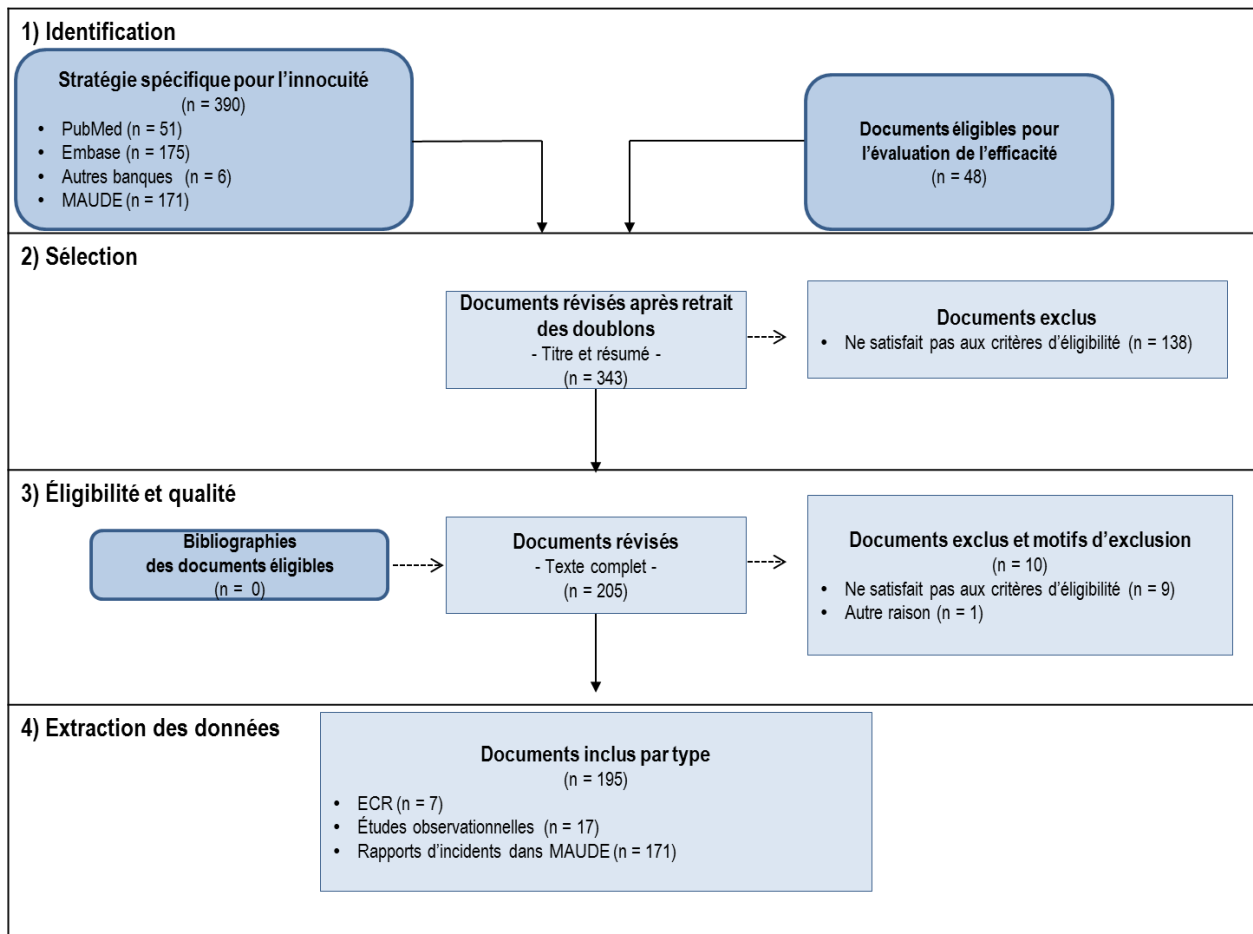 1) Identification
Stratégie spécifique pour l’innocuité
(n = 390)
• PubMed (n = 51)
• Embase (n = 175)
• Autres banques (n = 6)
• MAUDE (n = 171)
Documents éligibles pour
l’évaluation de l’efficacité
(n = 48)
2) Sélection
Documents révisés après retrait
des doublons
- Titre et résumé -
(n = 343)
Documents exclus
• Ne satisfait pas aux critères d’éligibilité (n = 138)
3) Éligibilité et qualité
Bibliographies
des documents éligibles
(n = 0)
Documents révisés
- Texte complet -
(n = 205)
Documents exclus et motifs d’exclusion
(n = 10)
• Ne satisfait pas aux critères d’éligibilité (n = 9)
• Autre raison (n = 1)
4) Extraction des données
Documents inclus par type
(n = 195)
• ECR (n = 7)
• Études observationnelles (n = 17)
• Rapports d’incidents dans MAUDE (n = 171)